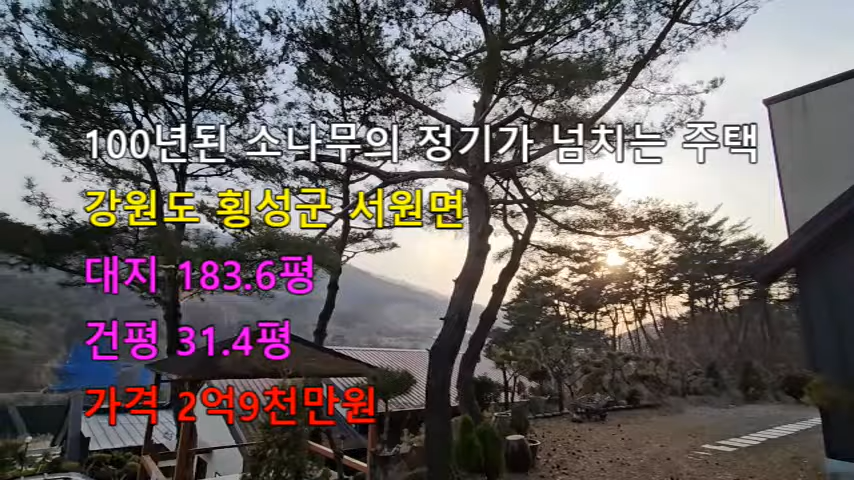 100년된 소나무의 정기가 넘치는 주택
강원도 횡성군 서원면
대지 183.6평
건평 31.4평
가격 2억9천만원